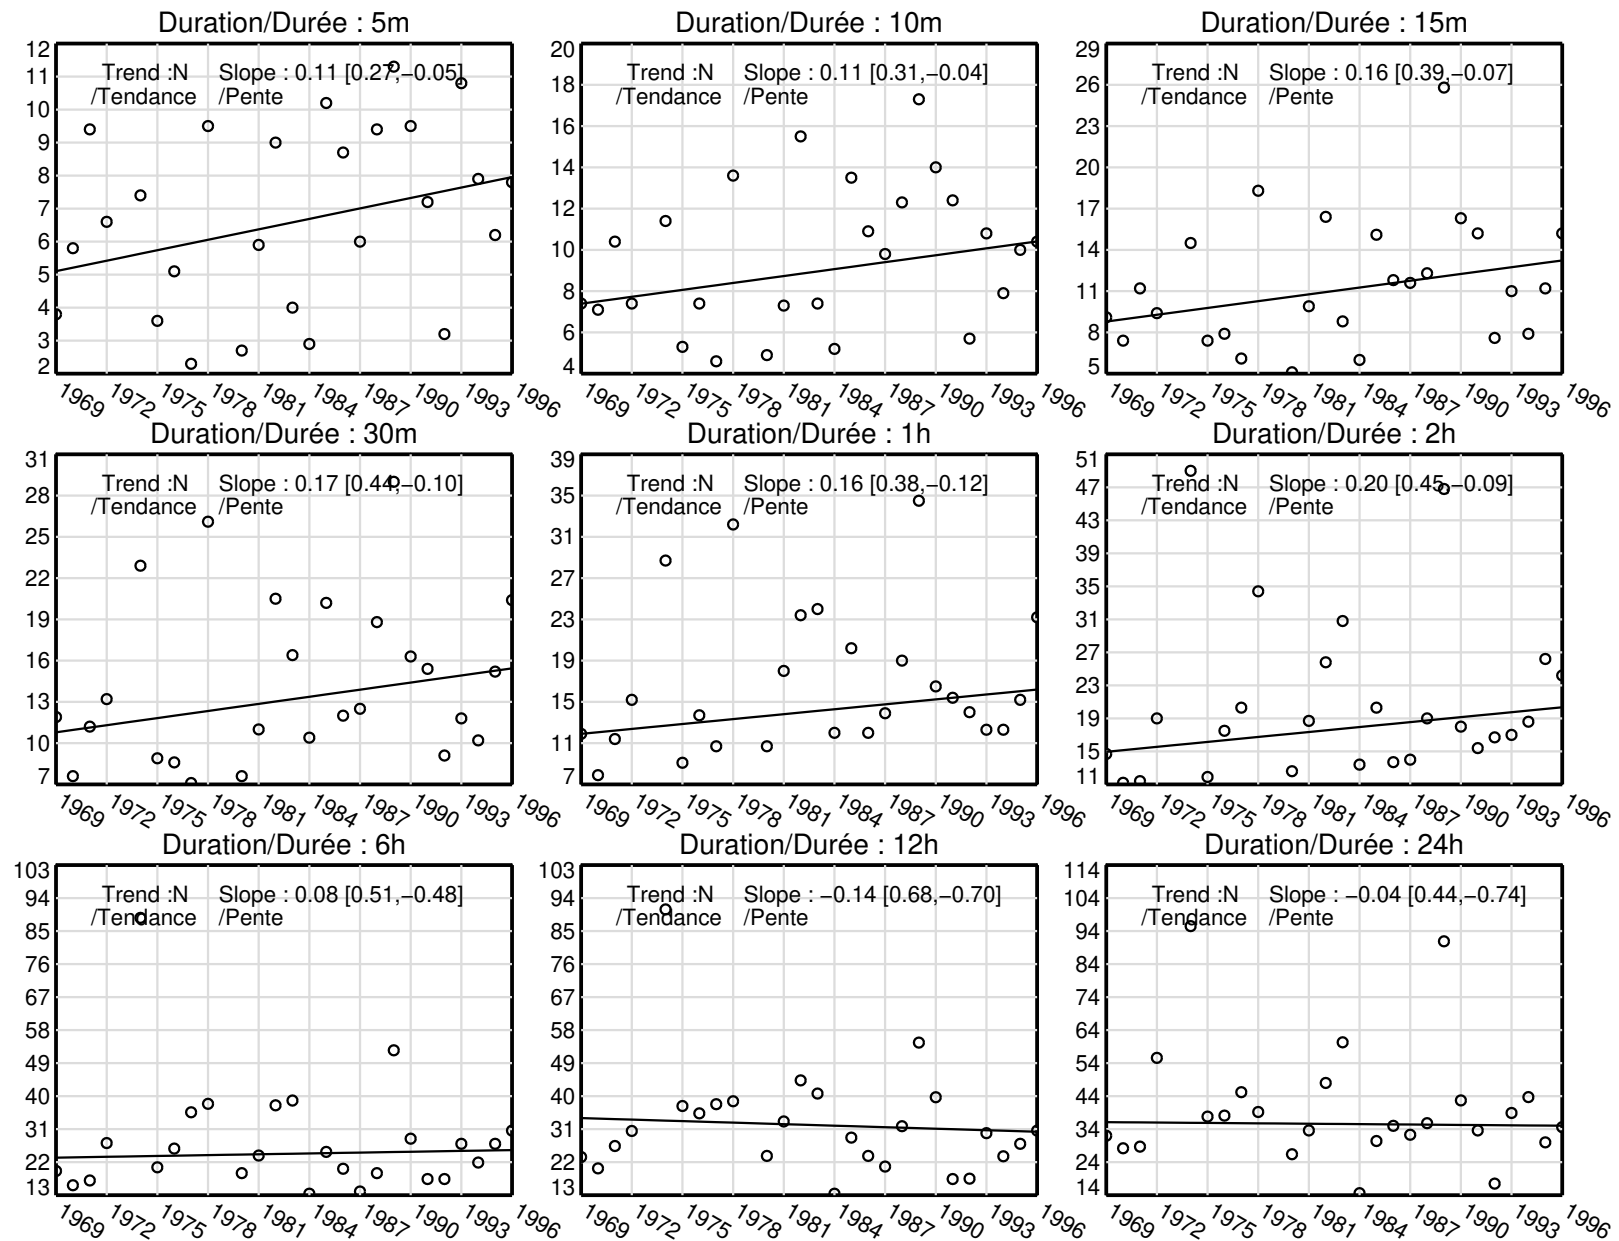 Duration/Durée : 5m
12
11
10
9
8
7
6
5
4
3
2
Trend :N Slope : 0.11 [0.27,−0.05]
/Tendance /Pente
1969 1972 1975 1978 1981 1984 1987 1990 1993 1996
Duration/Durée : 10m
20
18
16
14
12
10
8
6
4
Trend :N Slope : 0.11 [0.31,−0.04]
/Tendance /Pente
1969 1972 1975 1978 1981 1984 1987 1990 1993 1996
Duration/Durée : 15m
29
26
23
20
17
14
11
8
5
Trend :N Slope : 0.16 [0.39,−0.07]
/Tendance /Pente
1969 1972 1975 1978 1981 1984 1987 1990 1993 1996
Duration/Durée : 30m
31
28
25
22
19
16
13
10
7
Trend :N Slope : 0.17 [0.44,−0.10]
/Tendance /Pente
1969 1972 1975 1978 1981 1984 1987 1990 1993 1996
Duration/Durée : 1h
39
35
31
27
23
19
15
11
7
Trend :N Slope : 0.16 [0.38,−0.12]
/Tendance /Pente
1969 1972 1975 1978 1981 1984 1987 1990 1993 1996
Duration/Durée : 2h
51
47
43
39
35
31
27
23
19
15
11
Trend :N Slope : 0.20 [0.45,−0.09]
/Tendance /Pente
1969 1972 1975 1978 1981 1984 1987 1990 1993 1996
Duration/Durée : 6h
103
94
85
76
67
58
49
40
31
22
13
Trend :N Slope : 0.08 [0.51,−0.48]
/Tendance /Pente
1969 1972 1975 1978 1981 1984 1987 1990 1993 1996
Duration/Durée : 12h
103
94
85
76
67
58
49
40
31
22
13
Trend :N Slope : −0.14 [0.68,−0.70]
/Tendance /Pente
1969 1972 1975 1978 1981 1984 1987 1990 1993 1996
Duration/Durée : 24h
114
104
94
84
74
64
54
44
34
24
14
Trend :N Slope : −0.04 [0.44,−0.74]
/Tendance /Pente
1969 1972 1975 1978 1981 1984 1987 1990 1993 1996